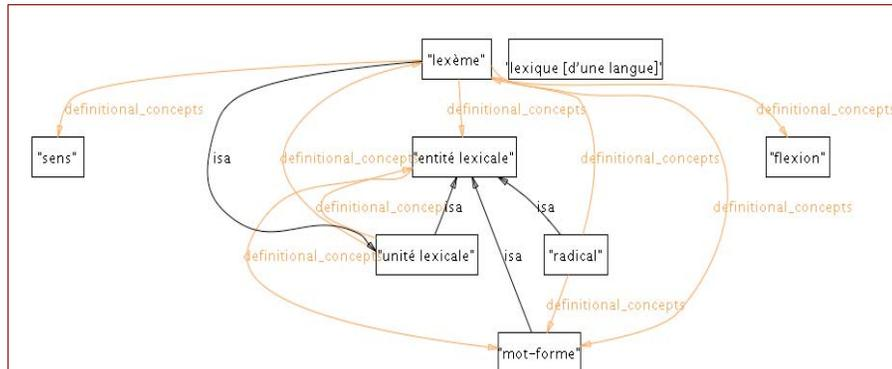 "lexème"
"lexique [d'une langue]"
definitional_concepts
definitional_concepts
"sens"
isa
definitional_concepts
"entité lexicale"
definitional_concepts
"flexion"
definitional_concepts
isa
isa
definitional_concepts
definitional_concepts
"unité lexicale"
isa
"radical"
definitional_concepts
"mot-forme"